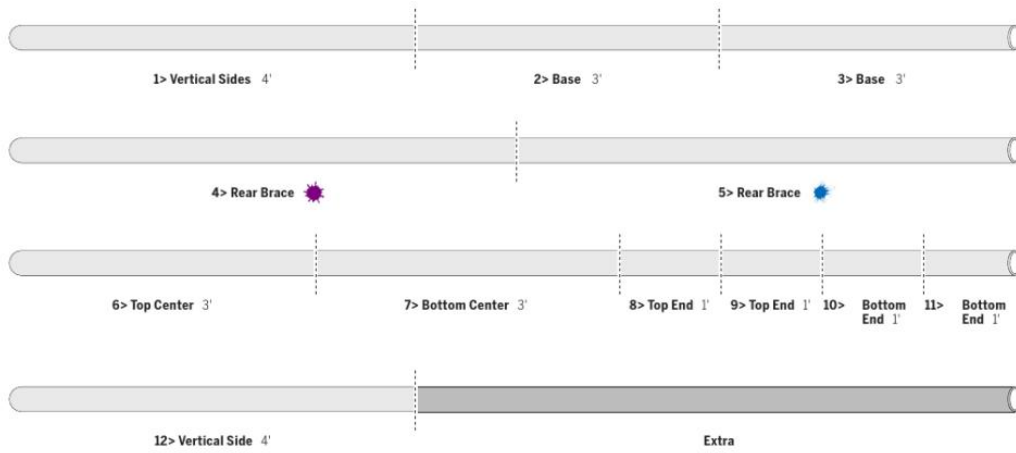 1> Vertical Sides 4'
2> Base 3'
3> Base 3'
4> Rear Brace
5> Rear Brace
6> Top Center 3'
7> Bottom Center 3'
8> Top End 1'
9> Top End 1'
10> Bottom
End 1'
11> Bottom
End 1'
12> Vertical Side 4'
Extra